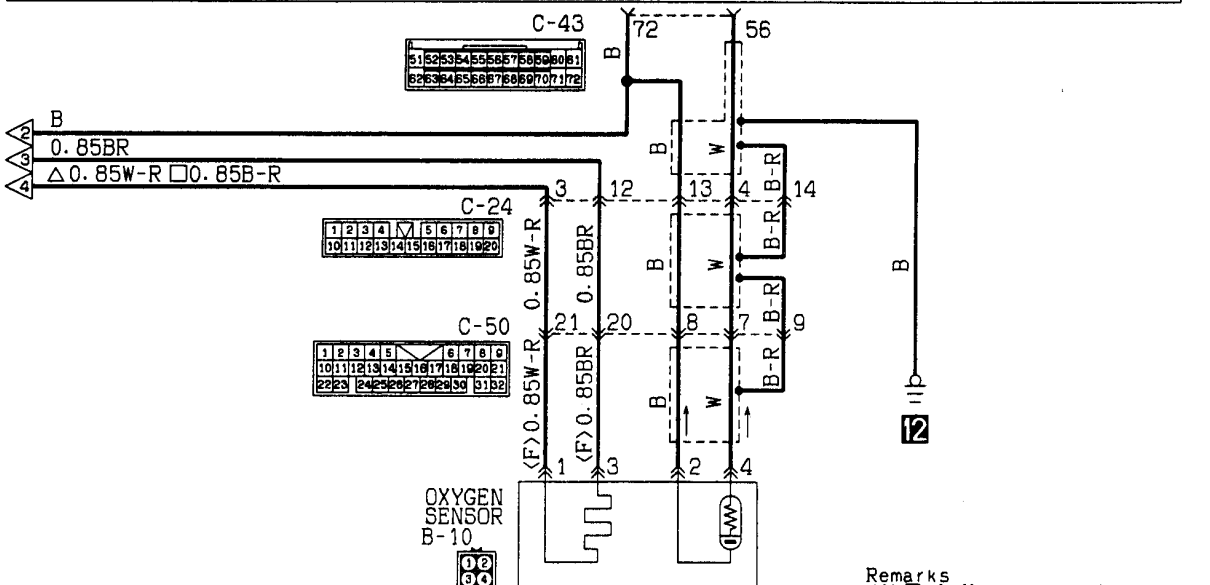 C-43
72
56
51 52 53 54 55 56 57 58 59 60 61
62 63 64 65 66 67 68 69 70 71 72
B
2
B
3
0.85BR
4
△0.85W-R □0.85B-R
B
W
B-R
3
12
13
4
14
C-24
1 2 3 4 5 6 7 8 9
10 11 12 13 14 15 16 17 18 19 20
0.85W-R
0.85BR
B
W
B-R
B-R
B
21
20
8
7
9
C-50
1 2 3 4 5 6 7 8 9
10 11 12 13 14 15 16 17 18 19 20 21
22 23 24 25 26 27 28 29 30 31 32
<F>0.85W-R
<F>0.85BR
B
W
B-R
12
1
3
2
4
OXYGEN
SENSOR
B-10
1 2
3 4
Remarks